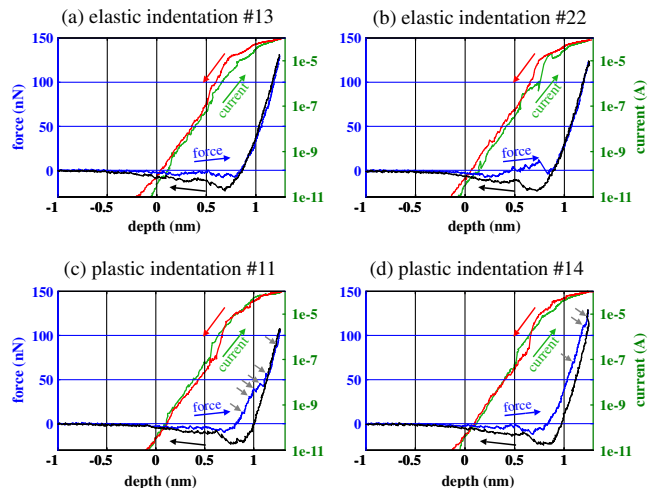 (a) elastic indentation #13
150
100
50
0
force (nN)
1e-5
1e-7
1e-9
1e-11
current
force
-1
-0.5
0
0.5
1
depth (nm)
(b) elastic indentation #22
150
100
50
0
1e-5
1e-7
1e-9
1e-11
current (A)
current
force
-1
-0.5
0
0.5
1
depth (nm)
(c) plastic indentation #11
150
100
50
0
force (nN)
1e-5
1e-7
1e-9
1e-11
current
force
-1
-0.5
0
0.5
1
depth (nm)
(d) plastic indentation #14
150
100
50
0
1e-5
1e-7
1e-9
1e-11
current (A)
current
force
-1
-0.5
0
0.5
1
depth (nm)